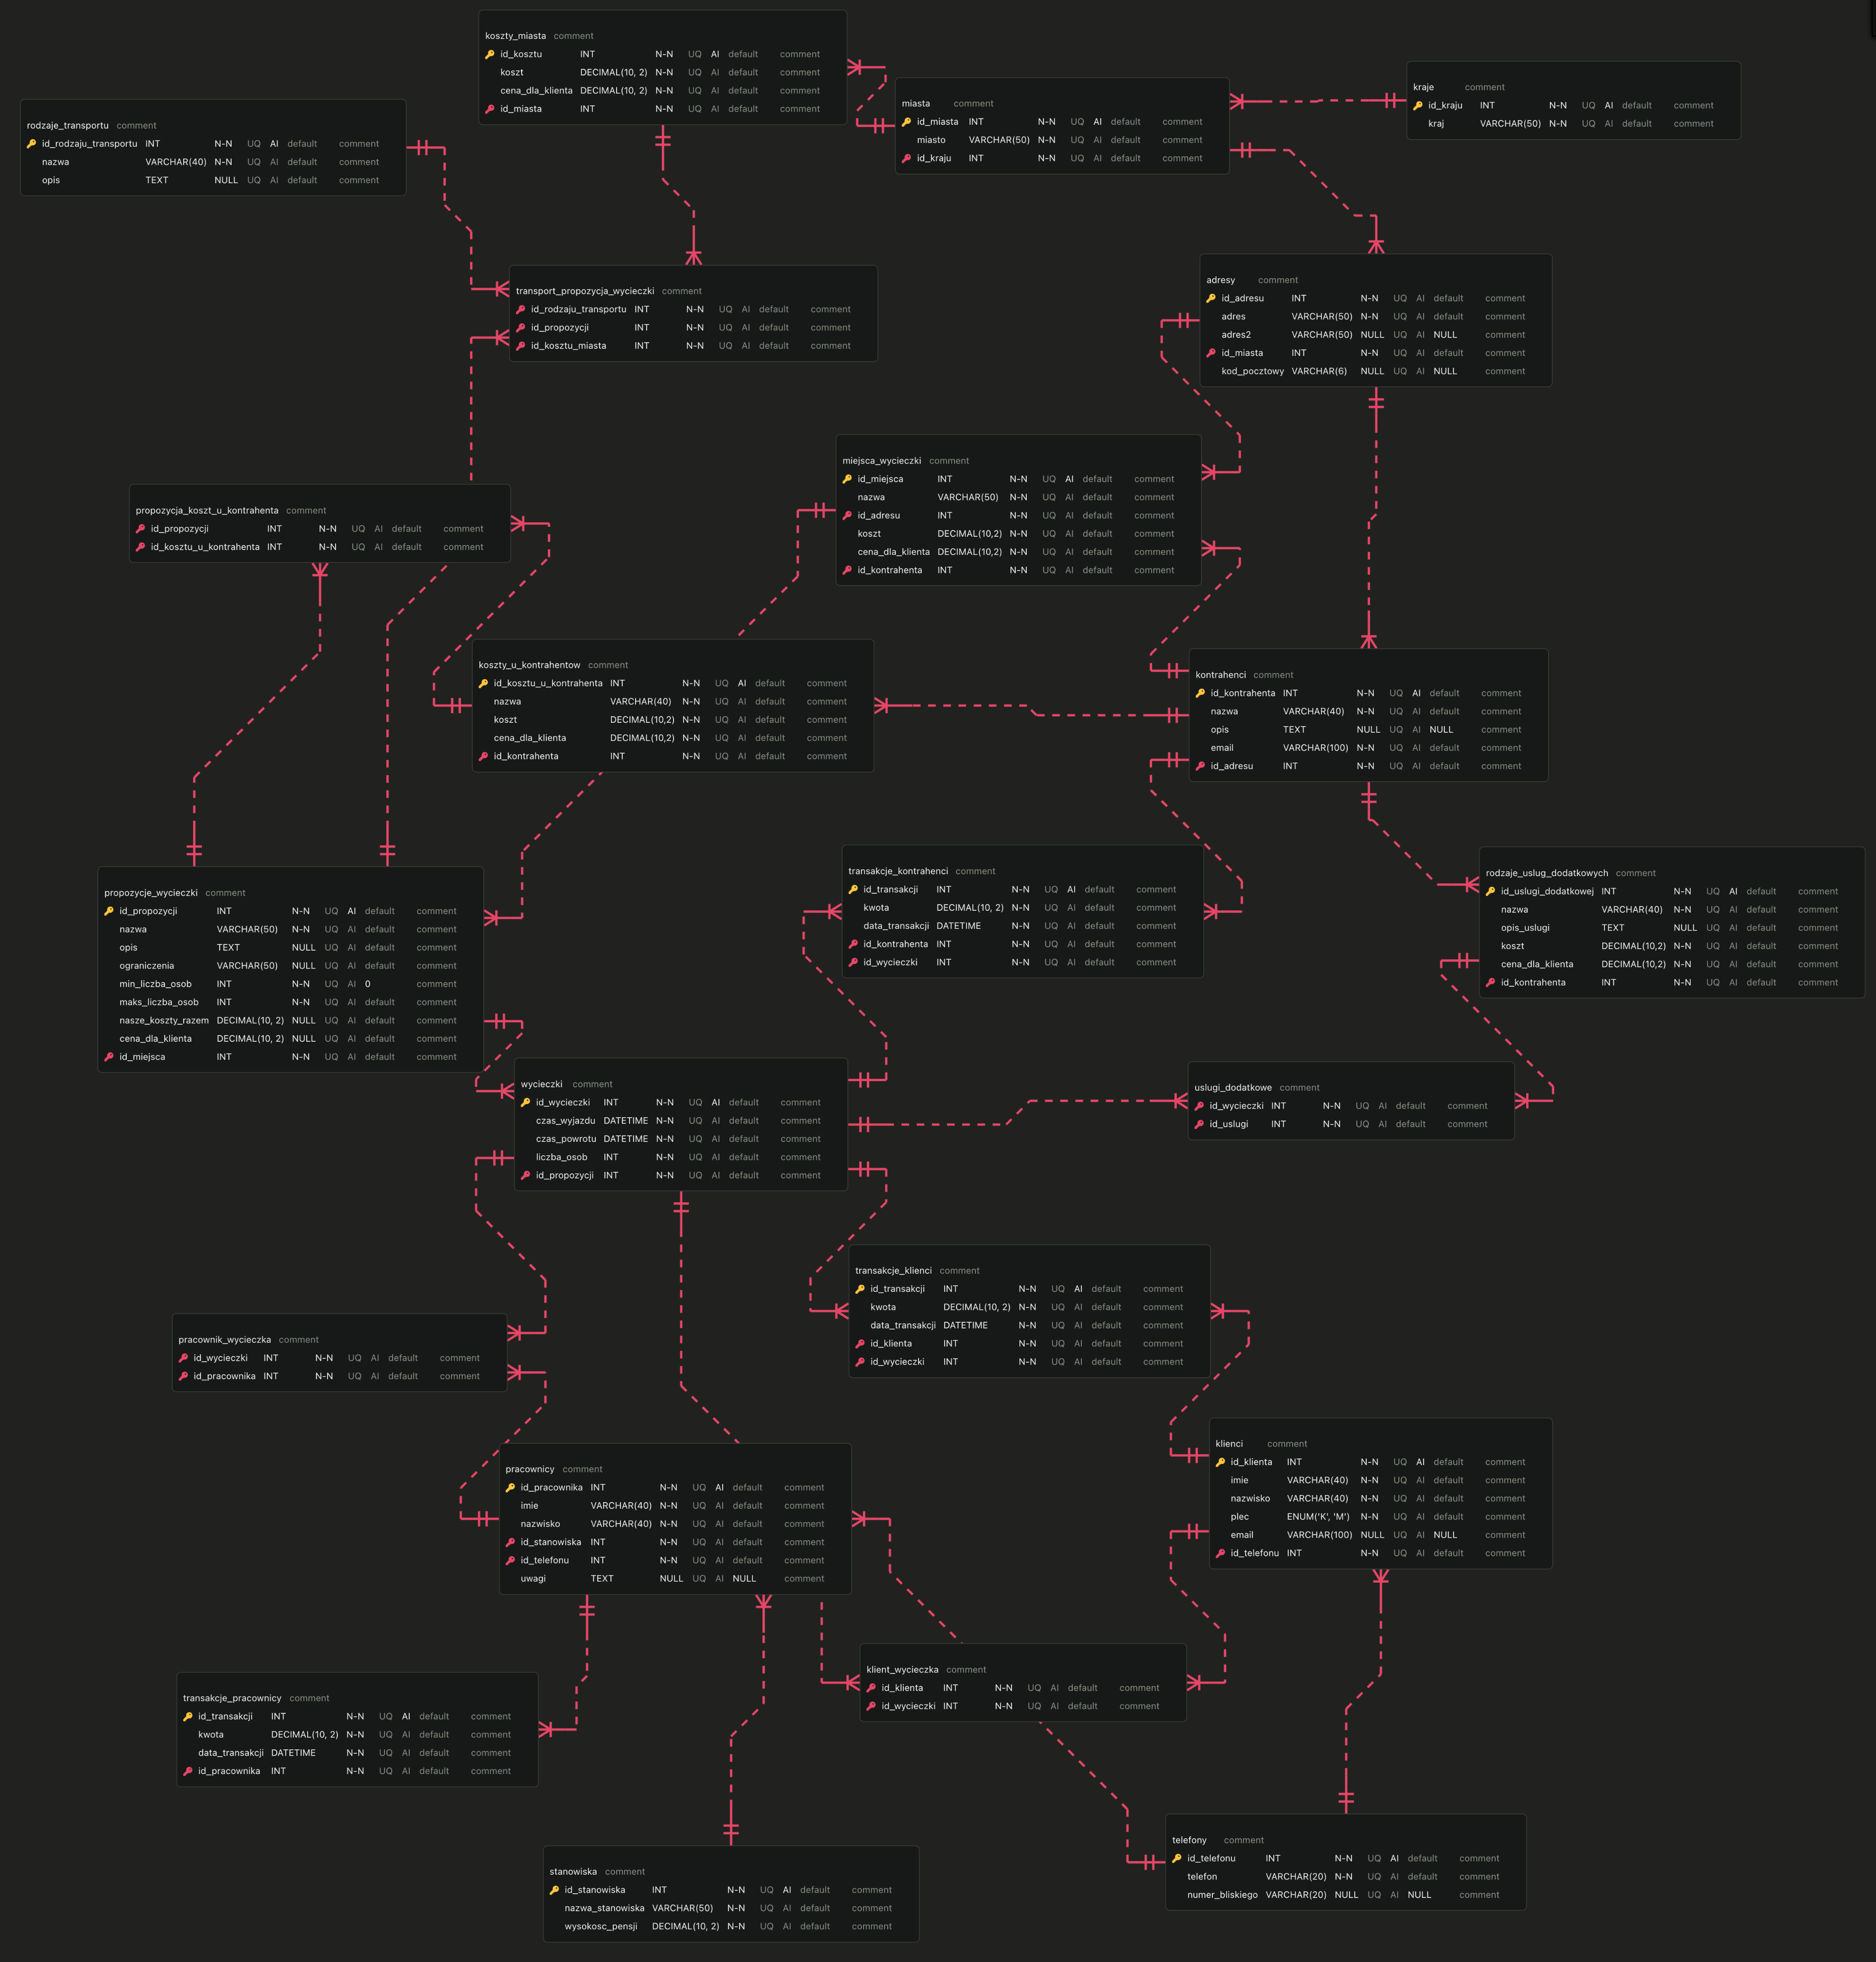 koszty_miasta comment
id_kosztu INT N-N UQ AI default comment
koszt DECIMAL(10, 2) N-N UQ AI default comment
cena_dla_klienta DECIMAL(10, 2) N-N UQ AI default comment
id_miasta INT N-N UQ AI default comment
kraje comment
id_kraju INT N-N UQ AI default comment
kraj VARCHAR(50) N-N UQ AI default comment
miasta comment
id_miasta INT N-N UQ AI default comment
miasto VARCHAR(50) N-N UQ AI default comment
id_kraju INT N-N UQ AI default comment
rodzaje_transportu comment
id_rodzaju_transportu INT N-N UQ AI default comment
nazwa VARCHAR(40) N-N UQ AI default comment
opis TEXT NULL UQ AI default comment
transport_propozycja_wycieczki comment
id_rodzaju_transportu INT N-N UQ AI default comment
id_propozycji INT N-N UQ AI default comment
id_kosztu_miasta INT N-N UQ AI default comment
adresy comment
id_adresu INT N-N UQ AI default comment
adres VARCHAR(50) N-N UQ AI default comment
adres2 VARCHAR(50) NULL UQ AI NULL comment
id_miasta INT N-N UQ AI default comment
kod_pocztowy VARCHAR(6) NULL UQ AI NULL comment
miejsca_wycieczki comment
id_miejsca INT N-N UQ AI default comment
nazwa VARCHAR(50) N-N UQ AI default comment
id_adresu INT N-N UQ AI default comment
koszt DECIMAL(10,2) N-N UQ AI default comment
cena_dla_klienta DECIMAL(10,2) N-N UQ AI default comment
id_kontrahenta INT N-N UQ AI default comment
propozycja_koszt_u_kontrahenta comment
id_propozycji INT N-N UQ AI default comment
id_kosztu_u_kontrahenta INT N-N UQ AI default comment
koszty_u_kontrahentow comment
id_kosztu_u_kontrahenta INT N-N UQ AI default comment
nazwa VARCHAR(40) N-N UQ AI default comment
koszt DECIMAL(10,2) N-N UQ AI default comment
cena_dla_klienta DECIMAL(10,2) N-N UQ AI default comment
id_kontrahenta INT N-N UQ AI default comment
kontrahenci comment
id_kontrahenta INT N-N UQ AI default comment
nazwa VARCHAR(40) N-N UQ AI default comment
opis TEXT NULL UQ AI NULL comment
email VARCHAR(100) N-N UQ AI default comment
id_adresu INT N-N UQ AI default comment
propozycje_wycieczki comment
id_propozycji INT N-N UQ AI default comment
nazwa VARCHAR(50) N-N UQ AI default comment
opis TEXT NULL UQ AI default comment
ograniczenia VARCHAR(50) NULL UQ AI default comment
min_liczba_osob INT N-N UQ AI 0 comment
maks_liczba_osob INT N-N UQ AI default comment
nasze_koszty_razem DECIMAL(10, 2) NULL UQ AI default comment
cena_dla_klienta DECIMAL(10, 2) NULL UQ AI default comment
id_miejsca INT N-N UQ AI default comment
transakcje_kontrahenci comment
id_transakcji INT N-N UQ AI default comment
kwota DECIMAL(10, 2) N-N UQ AI default comment
data_transakcji DATETIME N-N UQ AI default comment
id_kontrahenta INT N-N UQ AI default comment
id_wycieczki INT N-N UQ AI default comment
rodzaje_uslug_dodatkowych comment
id_uslugi_dodatkowej INT N-N UQ AI default comment
nazwa VARCHAR(40) N-N UQ AI default comment
opis_uslugi TEXT NULL UQ AI default comment
koszt DECIMAL(10,2) N-N UQ AI default comment
cena_dla_klienta DECIMAL(10,2) N-N UQ AI default comment
id_kontrahenta INT N-N UQ AI default comment
wycieczki comment
id_wycieczki INT N-N UQ AI default comment
czas_wyjazdu DATETIME N-N UQ AI default comment
czas_powrotu DATETIME N-N UQ AI default comment
liczba_osob INT N-N UQ AI default comment
id_propozycji INT N-N UQ AI default comment
uslugi_dodatkowe comment
id_wycieczki INT N-N UQ AI default comment
id_uslugi INT N-N UQ AI default comment
transakcje_klienci comment
id_transakcji INT N-N UQ AI default comment
kwota DECIMAL(10, 2) N-N UQ AI default comment
data_transakcji DATETIME N-N UQ AI default comment
id_klienta INT N-N UQ AI default comment
id_wycieczki INT N-N UQ AI default comment
pracownik_wycieczka comment
id_wycieczki INT N-N UQ AI default comment
id_pracownika INT N-N UQ AI default comment
pracownicy comment
id_pracownika INT N-N UQ AI default comment
imie VARCHAR(40) N-N UQ AI default comment
nazwisko VARCHAR(40) N-N UQ AI default comment
id_stanowiska INT N-N UQ AI default comment
id_telefonu INT N-N UQ AI default comment
uwagi TEXT NULL UQ AI NULL comment
klienci comment
id_klienta INT N-N UQ AI default comment
imie VARCHAR(40) N-N UQ AI default comment
nazwisko VARCHAR(40) N-N UQ AI default comment
plec ENUM('K', 'M') N-N UQ AI default comment
email VARCHAR(100) NULL UQ AI NULL comment
id_telefonu INT N-N UQ AI default comment
klient_wycieczka comment
id_klienta INT N-N UQ AI default comment
id_wycieczki INT N-N UQ AI default comment
transakcje_pracownicy comment
id_transakcji INT N-N UQ AI default comment
kwota DECIMAL(10, 2) N-N UQ AI default comment
data_transakcji DATETIME N-N UQ AI default comment
id_pracownika INT N-N UQ AI default comment
telefony comment
id_telefonu INT N-N UQ AI default comment
telefon VARCHAR(20) N-N UQ AI default comment
numer_bliskiego VARCHAR(20) NULL UQ AI NULL comment
stanowiska comment
id_stanowiska INT N-N UQ AI default comment
nazwa_stanowiska VARCHAR(50) N-N UQ AI default comment
wysokosc_pensji DECIMAL(10, 2) N-N UQ AI default comment